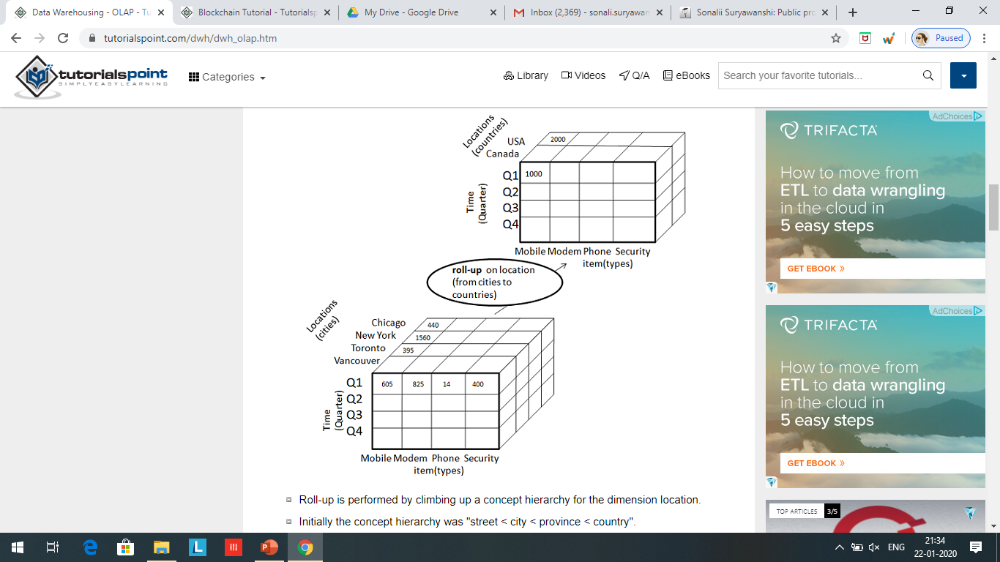 Data Warehousing - OLAP - Tu
Blockchain Tutorial - Tutorialsp
My Drive - Google Drive
Inbox (2,369) - sonali.suryawan
Sonalii Suryawanshi: Public pro
tutorialspoint.com/dwh/dwh_olap.htm
Paused
tutorialspoint
SIMPLYEASYLEARNING
Categories
Library
Videos
Q/A
eBooks
Search your favorite tutorials...
Locations
(countries)
USA
2000
Canada
Q1
1000
Q2
Q3
Q4
Time
(Quarter)
Mobile Modem Phone Security
item(types)
roll-up on location
(from cities to
countries)
Locations
(cities)
Chicago
440
New York
1560
Toronto
395
Vancouver
Q1
605 825 14 400
Q2
Q3
Q4
Time
(Quarter)
Mobile Modem Phone Security
item(types)
Roll-up is performed by climbing up a concept hierarchy for the dimension location.
Initially the concept hierarchy was "street < city < province < country".
AdChoices
TRIFACTA
How to move from
ETL to data wrangling
in the cloud in
5 easy steps
GET EBOOK »
AdChoices
TRIFACTA
How to move from
ETL to data wrangling
in the cloud in
5 easy steps
GET EBOOK »
TOP ARTICLES 3/5
ENG
21:34
22-01-2020